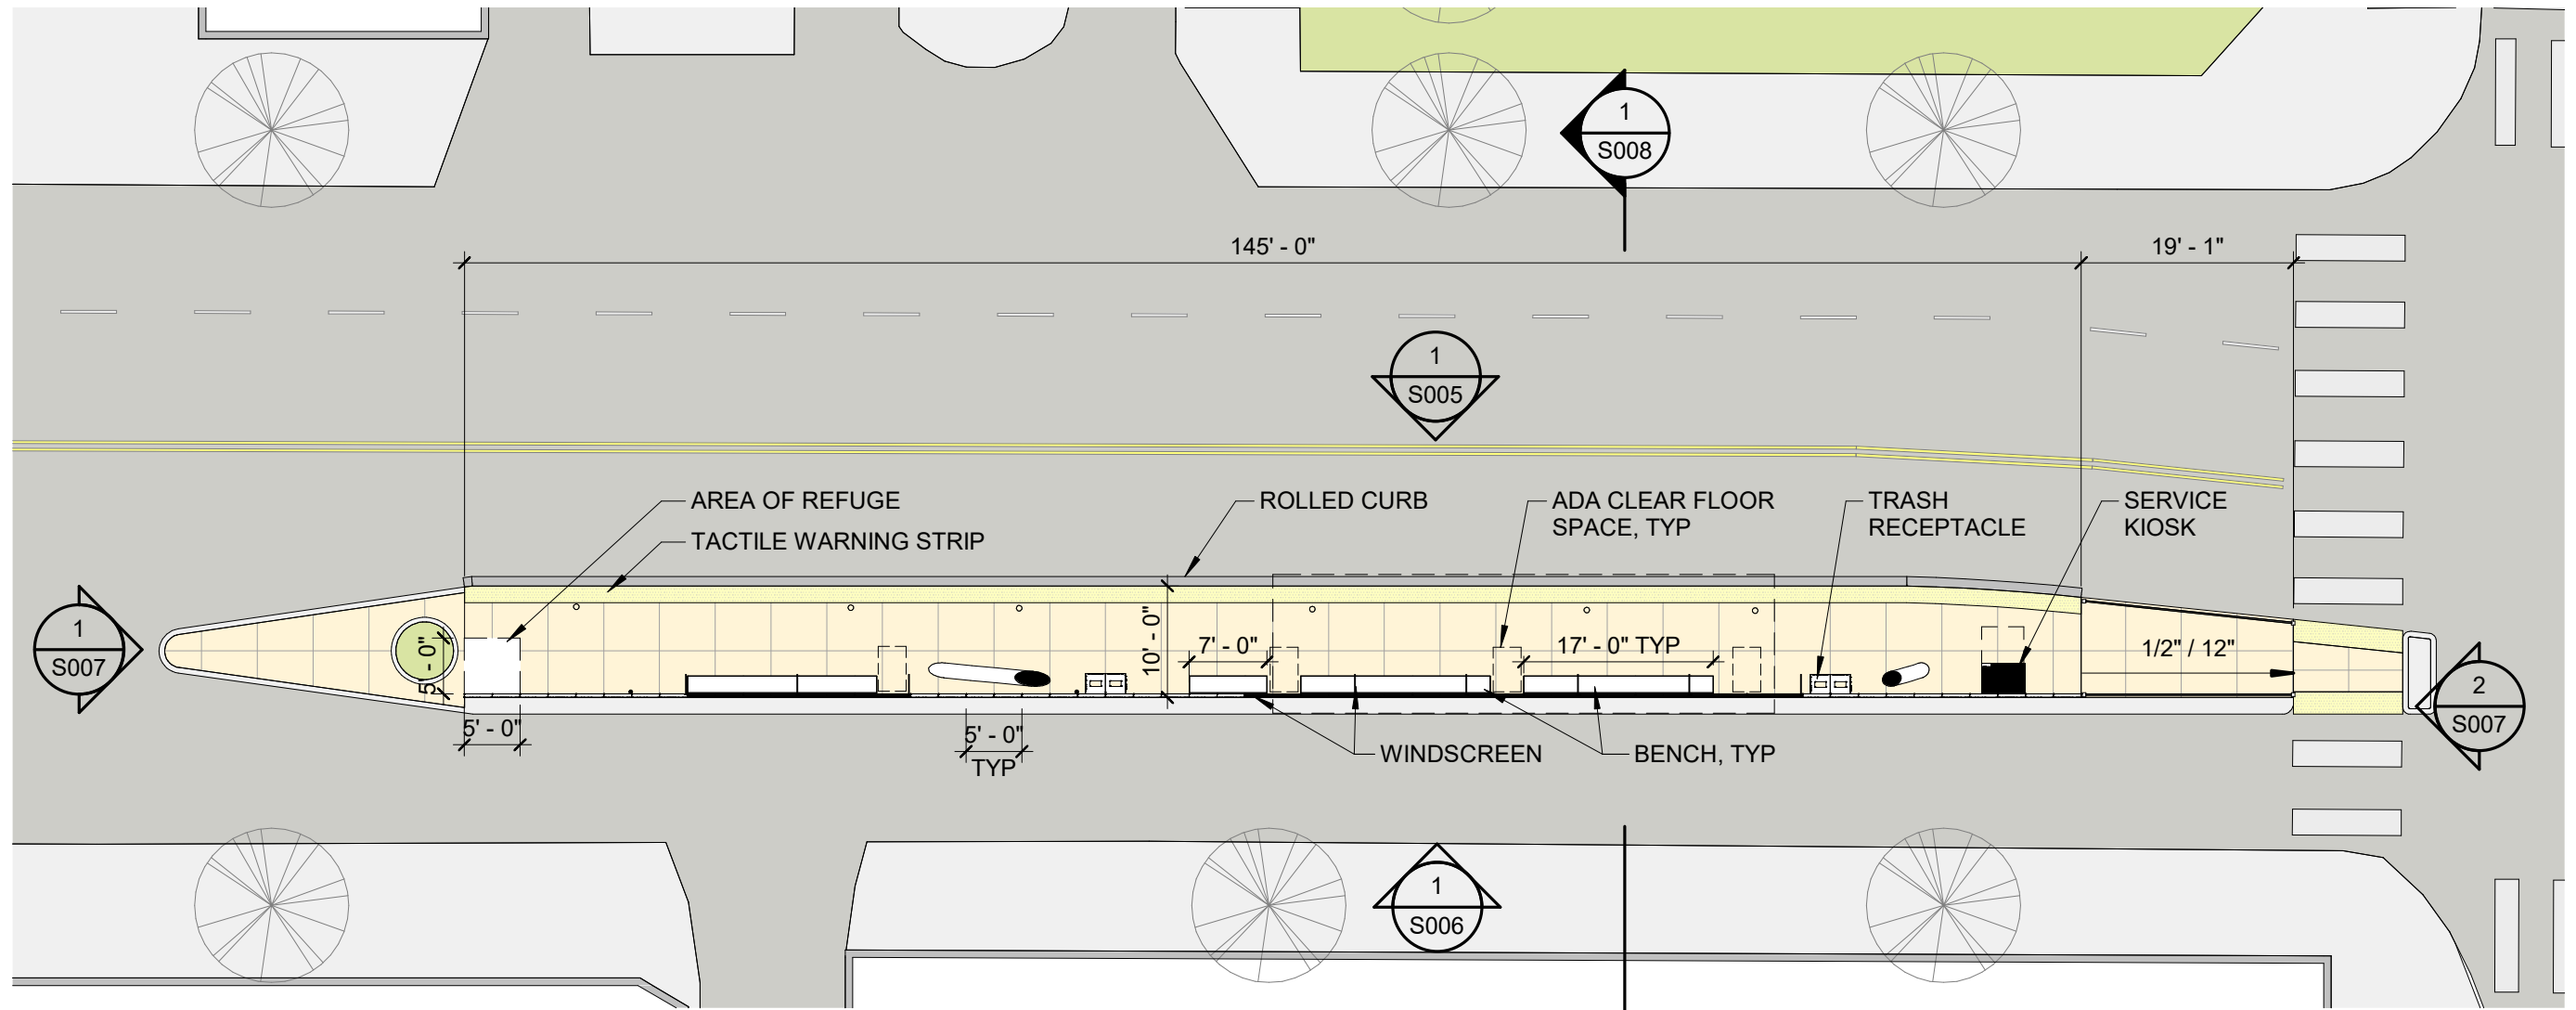 1
S008
145' - 0"
19' - 1"
1
S005
AREA OF REFUGE
TACTILE WARNING STRIP
ROLLED CURB
ADA CLEAR FLOOR
SPACE, TYP
TRASH
RECEPTACLE
SERVICE
KIOSK
1
S007
5' - 0"
10' - 0"
7' - 0"
17' - 0" TYP
1/2" / 12"
2
S007
5' - 0"
5' - 0"
TYP
WINDSCREEN
BENCH, TYP
1
S006